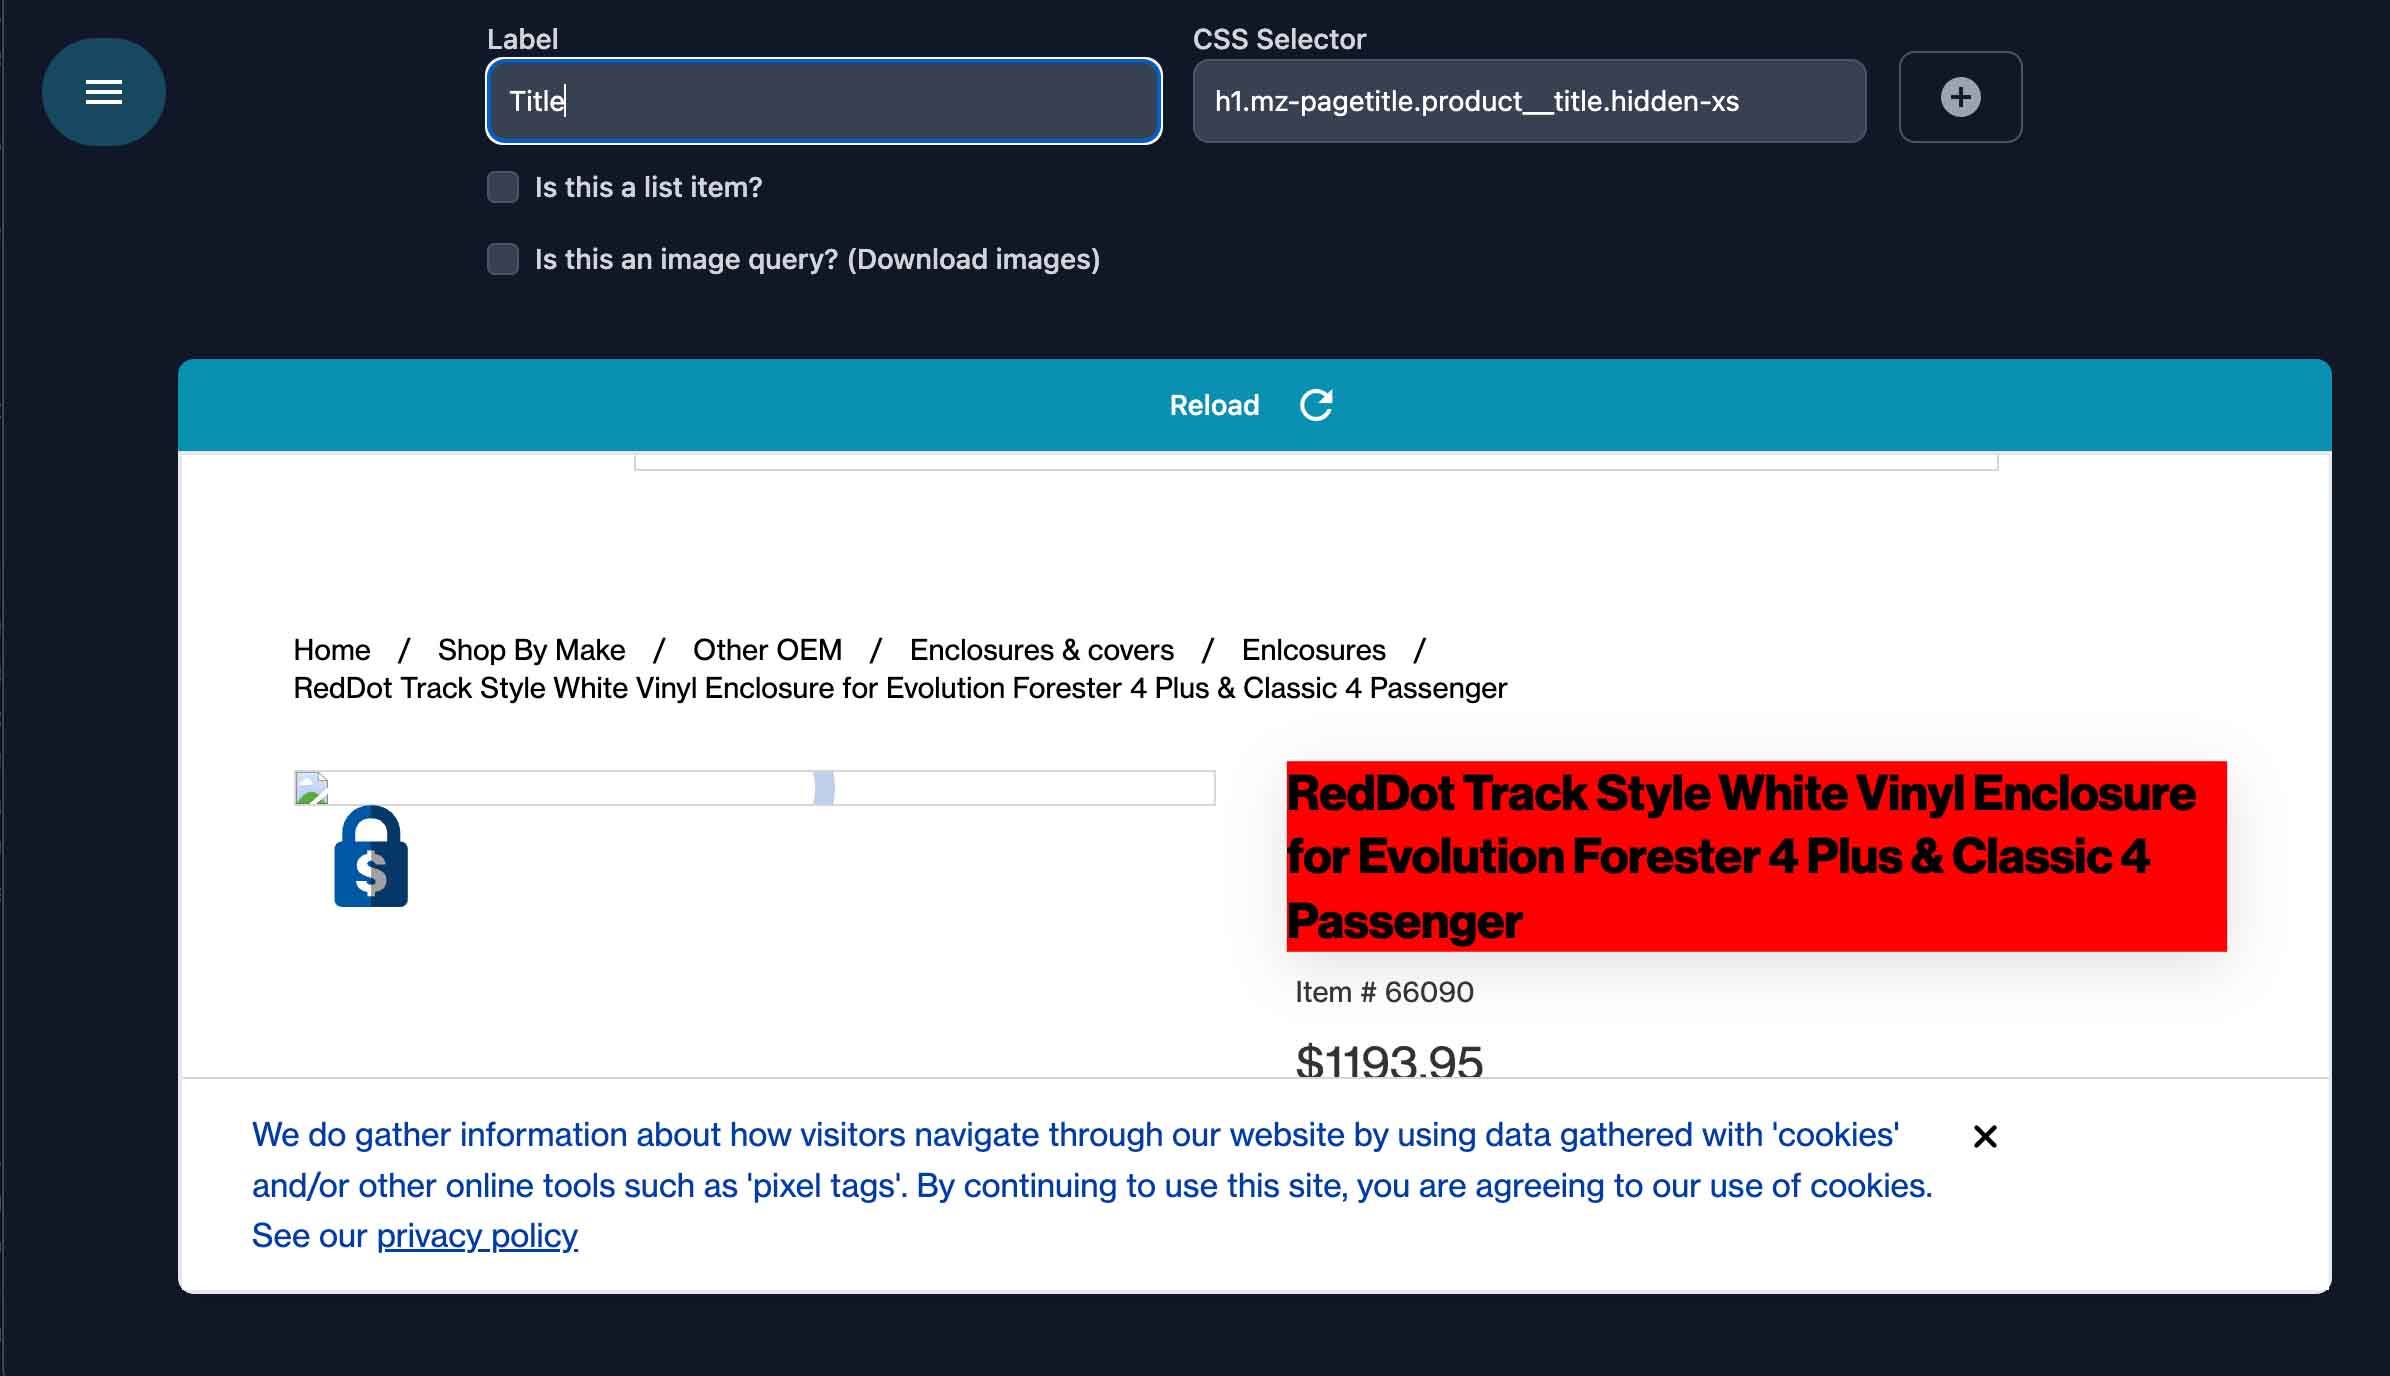 Label
CSS Selector
Title
h1.mz-pagetitle.product__title.hidden-xs
Is this a list item?
Is this an image query? (Download images)
Reload
Home / Shop By Make / Other OEM / Enclosures & covers / Enlcosures /
RedDot Track Style White Vinyl Enclosure for Evolution Forester 4 Plus & Classic 4 Passenger
$
RedDot Track Style White Vinyl Enclosure
for Evolution Forester 4 Plus & Classic 4
Passenger
Item # 66090
$1193.95
We do gather information about how visitors navigate through our website by using data gathered with 'cookies'
and/or other online tools such as 'pixel tags'. By continuing to use this site, you are agreeing to our use of cookies.
See our privacy policy